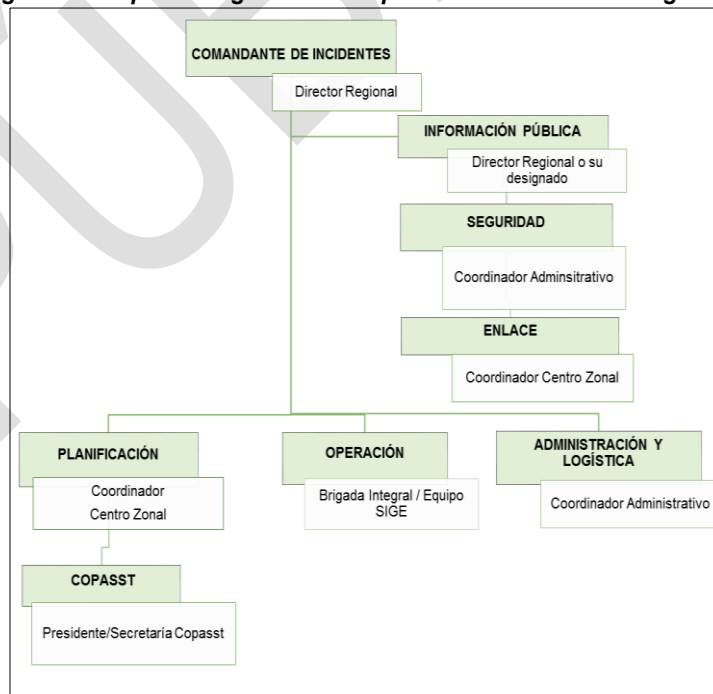 COMANDANTE DE INCIDENTES
Director Regional
INFORMACIÓN PÚBLICA
Director Regional o su
designado
SEGURIDAD
Coordinador Adminsitrativo
ENLACE
Coordinador Centro Zonal
PLANIFICACIÓN
Coordinador
Centro Zonal
OPERACIÓN
Brigada Integral / Equipo
SIGE
ADMINISTRACIÓN Y
LOGÍSTICA
Coordinador Administrativo
COPASST
Presidente/Secretaría Copasst